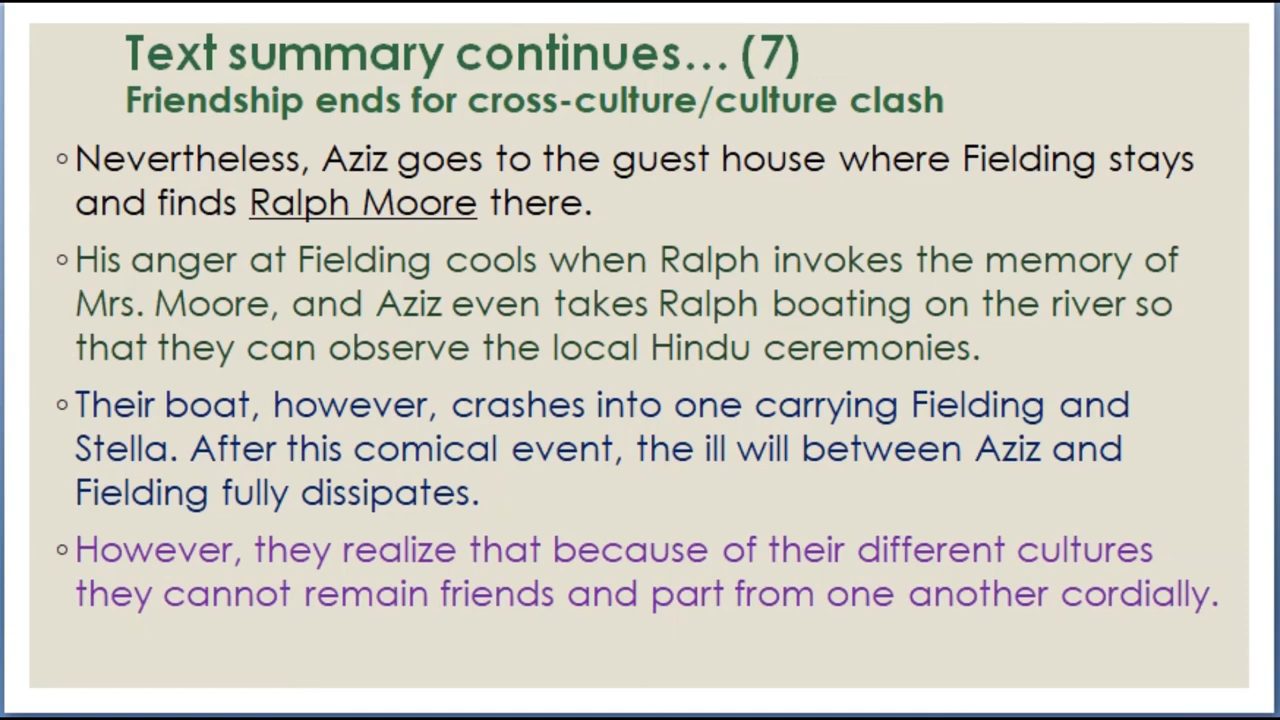 Text summary continues… (7)
Friendship ends for cross-culture/culture clash
◦Nevertheless, Aziz goes to the guest house where Fielding stays
and finds Ralph Moore there.
◦His anger at Fielding cools when Ralph invokes the memory of
Mrs. Moore, and Aziz even takes Ralph boating on the river so
that they can observe the local Hindu ceremonies.
◦Their boat, however, crashes into one carrying Fielding and
Stella. After this comical event, the ill will between Aziz and
Fielding fully dissipates.
◦However, they realize that because of their different cultures
they cannot remain friends and part from one another cordially.